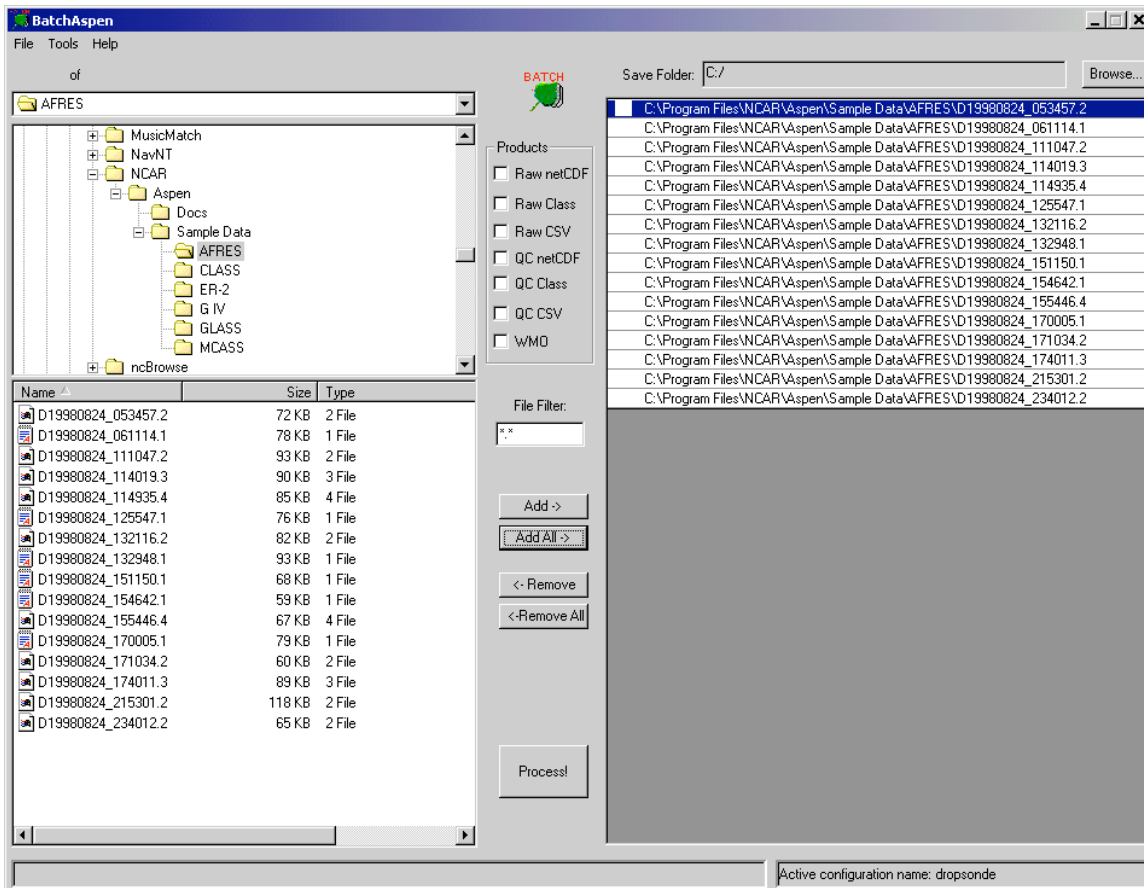 BatchAspen
File Tools Help
of
AFRES
MusicMatch
NavNT
NCAR
Aspen
Docs
Sample Data
AFRES
CLASS
ER-2
G IV
GLASS
MCASS
ncBrowse
Name Size Type
D19980824_053457.2 72 KB 2 File
D19980824_061114.1 78 KB 1 File
D19980824_111047.2 93 KB 2 File
D19980824_114019.3 90 KB 3 File
D19980824_114935.4 85 KB 4 File
D19980824_125547.1 76 KB 1 File
D19980824_132116.2 82 KB 2 File
D19980824_132948.1 93 KB 1 File
D19980824_151150.1 68 KB 1 File
D19980824_154642.1 59 KB 1 File
D19980824_155446.4 67 KB 4 File
D19980824_170005.1 79 KB 1 File
D19980824_171034.2 60 KB 2 File
D19980824_174011.3 89 KB 3 File
D19980824_215301.2 118 KB 2 File
D19980824_234012.2 65 KB 2 File
BATCH
Products
Raw netCDF
Raw Class
Raw CSV
QC netCDF
QC Class
QC CSV
WMO
File Filter:
*.*
Add ->
Add All ->
<- Remove
<-Remove All
Process!
Save Folder: C:/ Browse...
C:\Program Files\NCAR\Aspen\Sample Data\AFRES\D19980824_053457.2
C:\Program Files\NCAR\Aspen\Sample Data\AFRES\D19980824_061114.1
C:\Program Files\NCAR\Aspen\Sample Data\AFRES\D19980824_111047.2
C:\Program Files\NCAR\Aspen\Sample Data\AFRES\D19980824_114019.3
C:\Program Files\NCAR\Aspen\Sample Data\AFRES\D19980824_114935.4
C:\Program Files\NCAR\Aspen\Sample Data\AFRES\D19980824_125547.1
C:\Program Files\NCAR\Aspen\Sample Data\AFRES\D19980824_132116.2
C:\Program Files\NCAR\Aspen\Sample Data\AFRES\D19980824_132948.1
C:\Program Files\NCAR\Aspen\Sample Data\AFRES\D19980824_151150.1
C:\Program Files\NCAR\Aspen\Sample Data\AFRES\D19980824_154642.1
C:\Program Files\NCAR\Aspen\Sample Data\AFRES\D19980824_155446.4
C:\Program Files\NCAR\Aspen\Sample Data\AFRES\D19980824_170005.1
C:\Program Files\NCAR\Aspen\Sample Data\AFRES\D19980824_171034.2
C:\Program Files\NCAR\Aspen\Sample Data\AFRES\D19980824_174011.3
C:\Program Files\NCAR\Aspen\Sample Data\AFRES\D19980824_215301.2
C:\Program Files\NCAR\Aspen\Sample Data\AFRES\D19980824_234012.2
Active configuration name: dropsonde